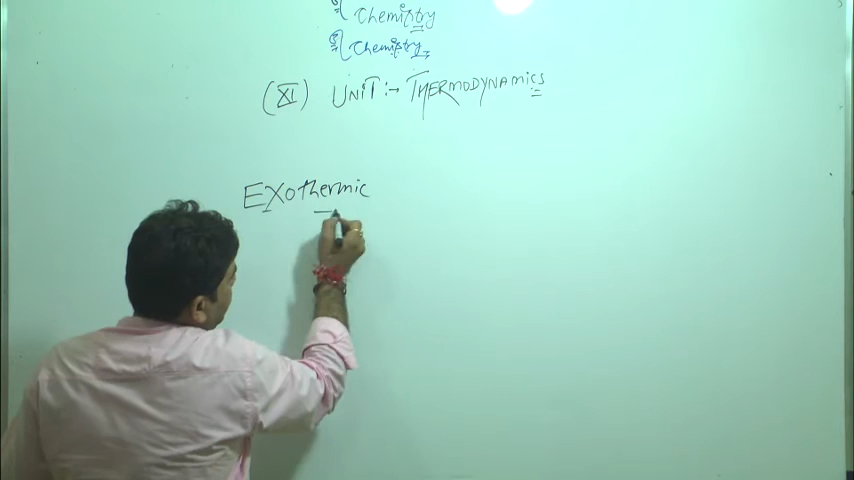 Chemistry
Chemistry
(XI) UNIT :→ THERMODYNAMICS
EXothermic